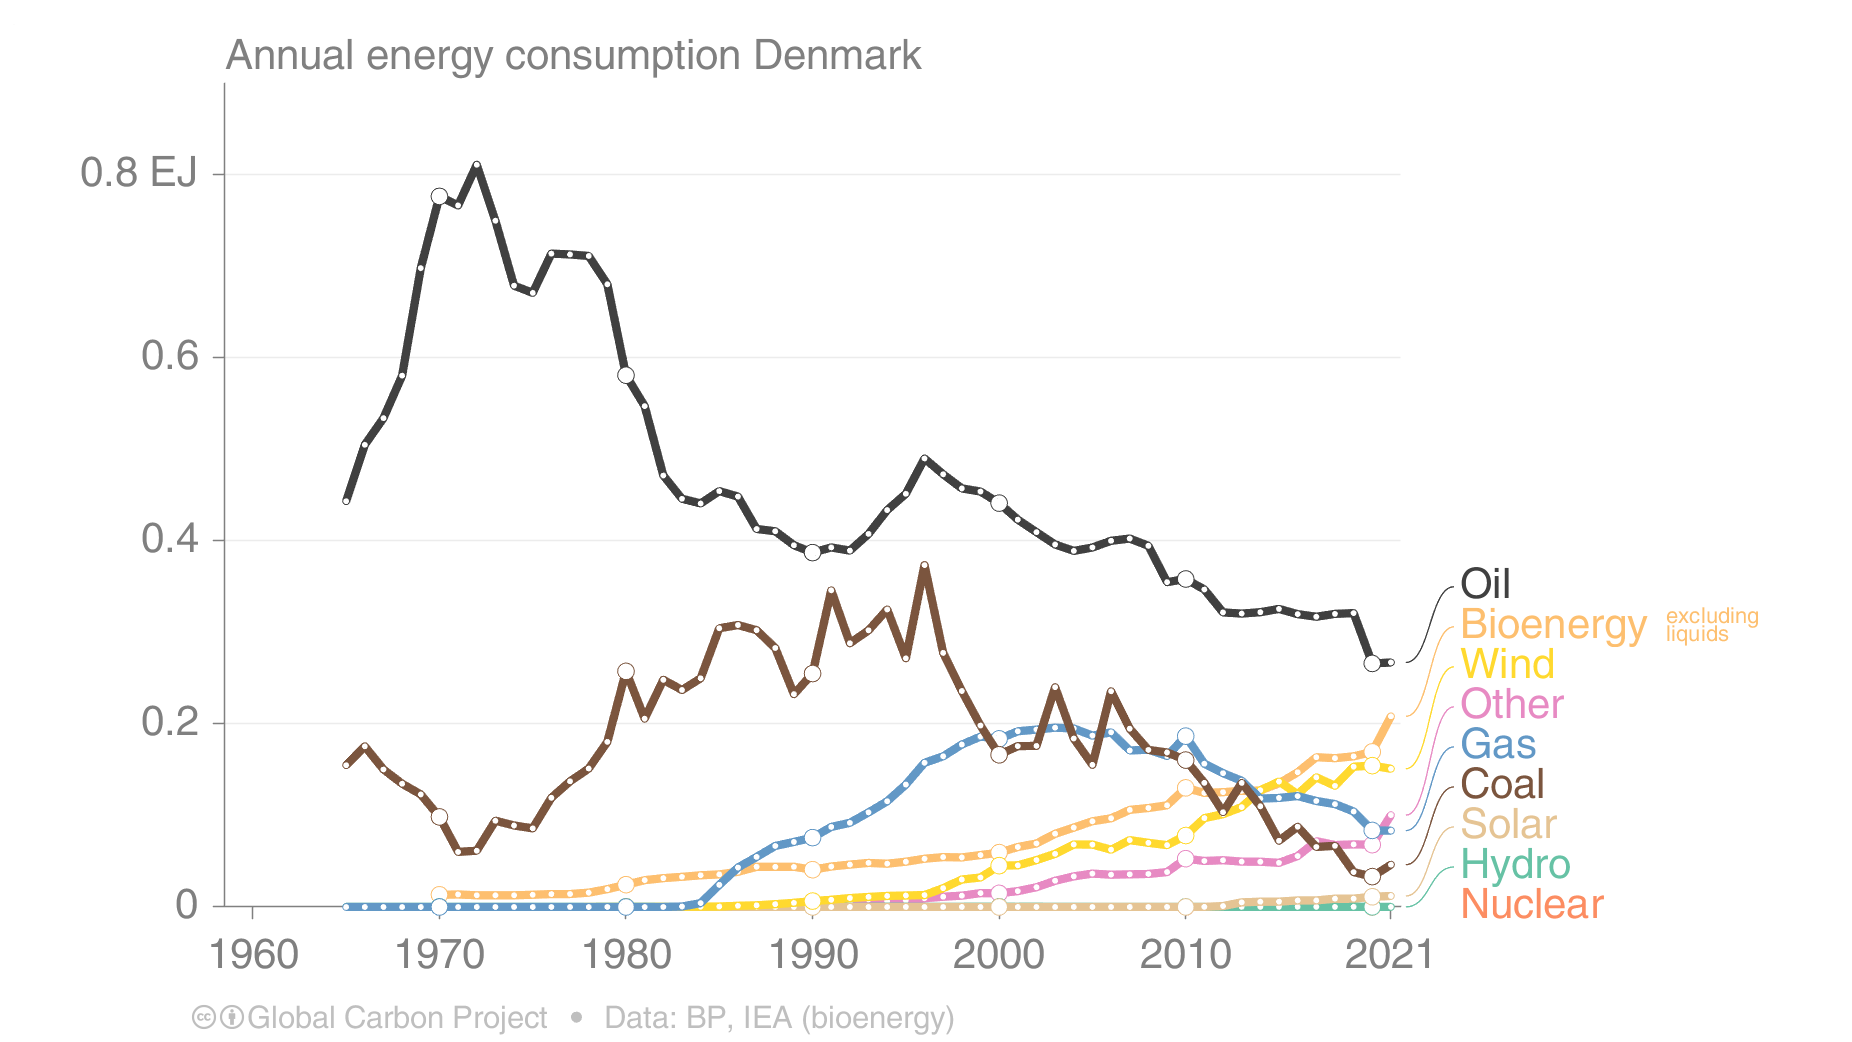 Annual energy consumption Denmark
0.8 EJ
0.6
0.4
0.2
0
1960 1970 1980 1990 2000 2010 2021
Oil
Bioenergy excluding liquids
Wind
Other
Gas
Coal
Solar
Hydro
Nuclear
cc Global Carbon Project • Data: BP, IEA (bioenergy)